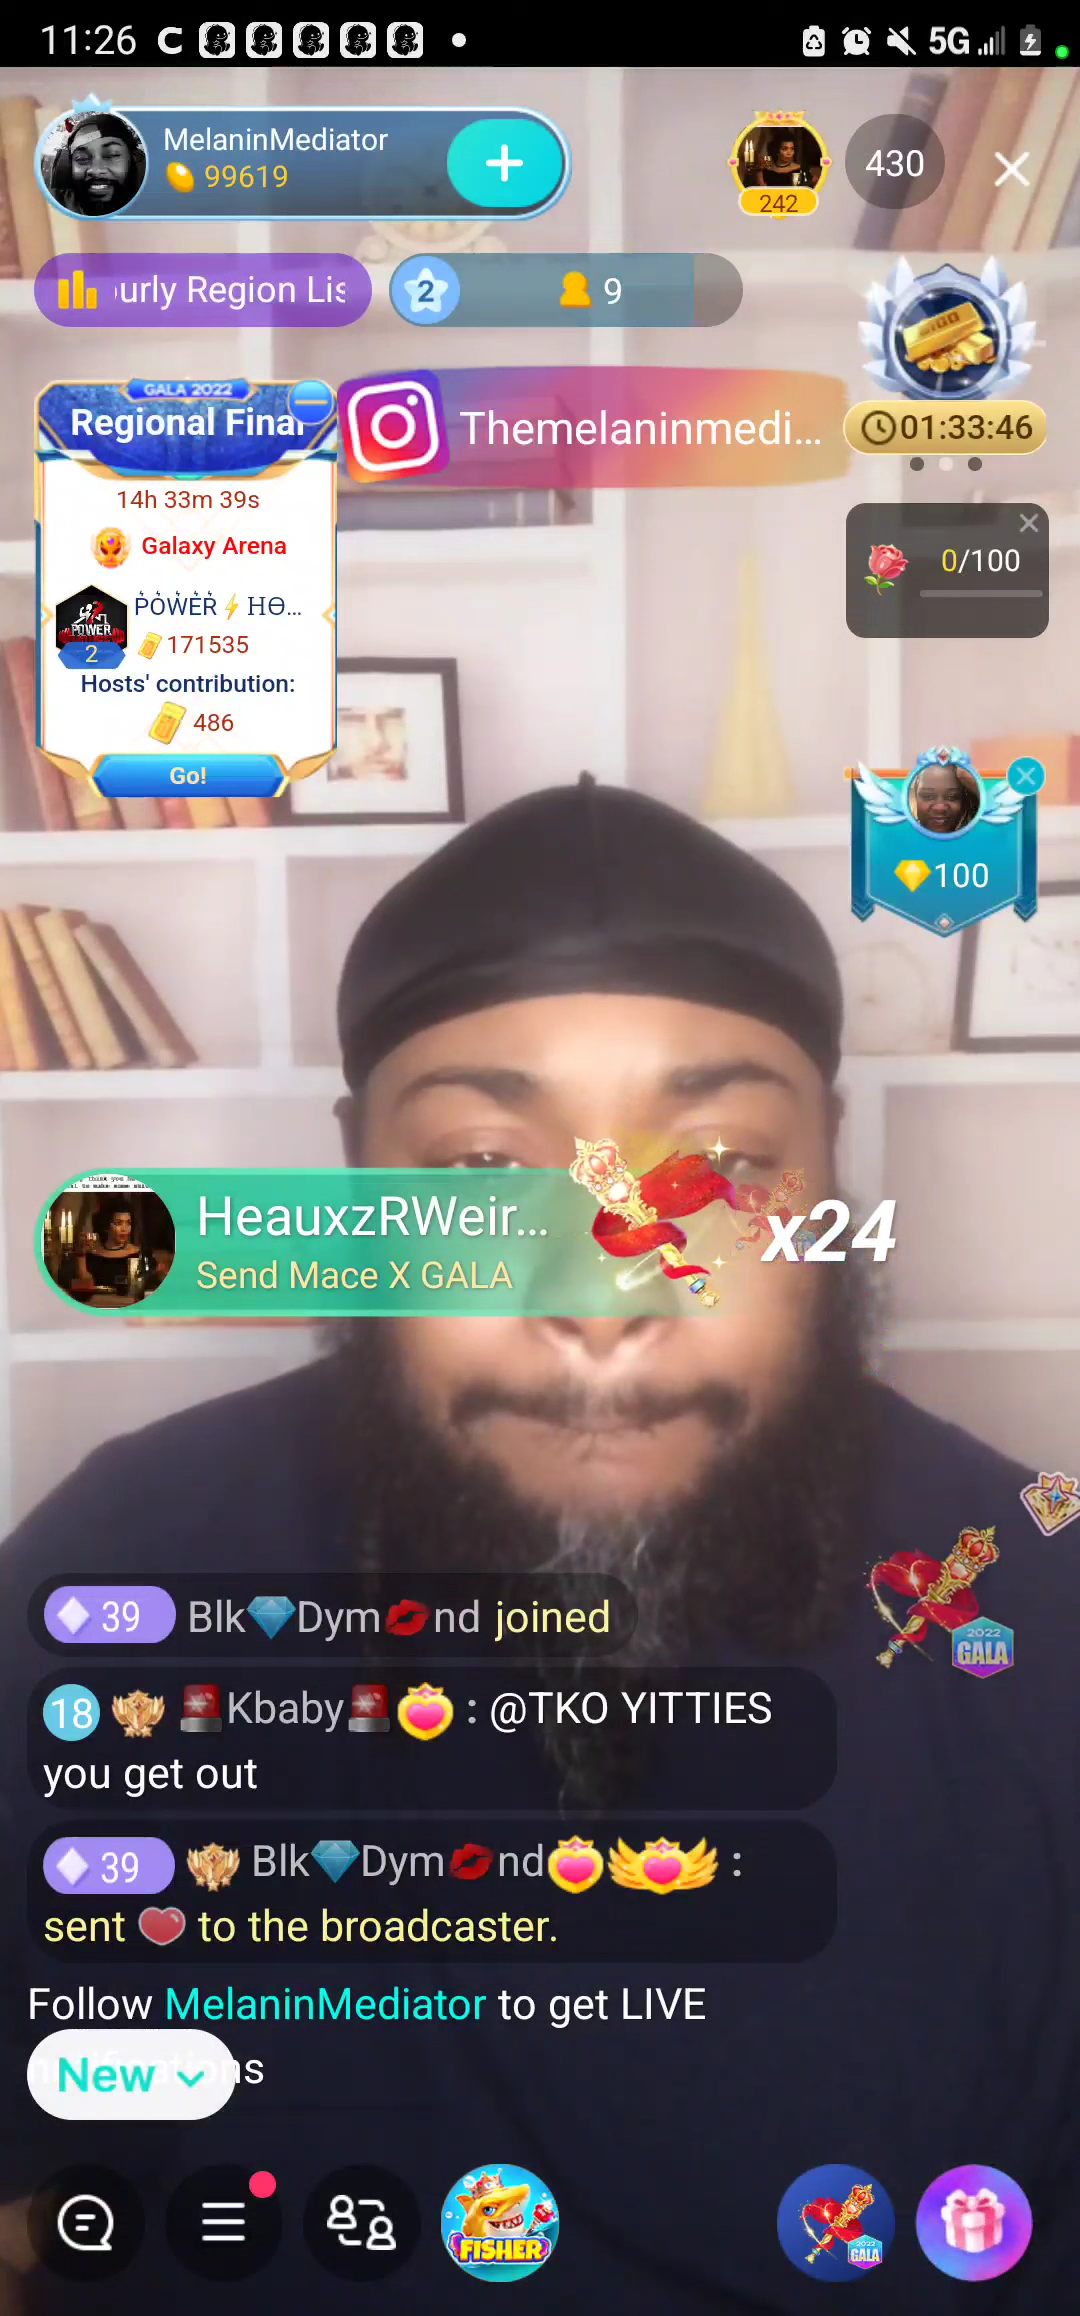 11:26
5G
MelaninMediator
99619
242
430
ourly Region Lis
2
9
GALA 2022
Regional Final
14h 33m 39s
Galaxy Arena
171535
2
POWER
Hosts' contribution:
486
Go!
Themelaninmedi...
01:33:46
0/100
100
HeauxzRWeir...
Send Mace X GALA
x24
39 Blk💎Dym💋nd joined
18 🚨Kbaby🚨 : @TKO YITTIES
you get out
39 Blk💎Dym💋nd :
sent ❤ to the broadcaster.
Follow MelaninMediator to get LIVE
New
2022
GALA
FISHER
2022
GALA